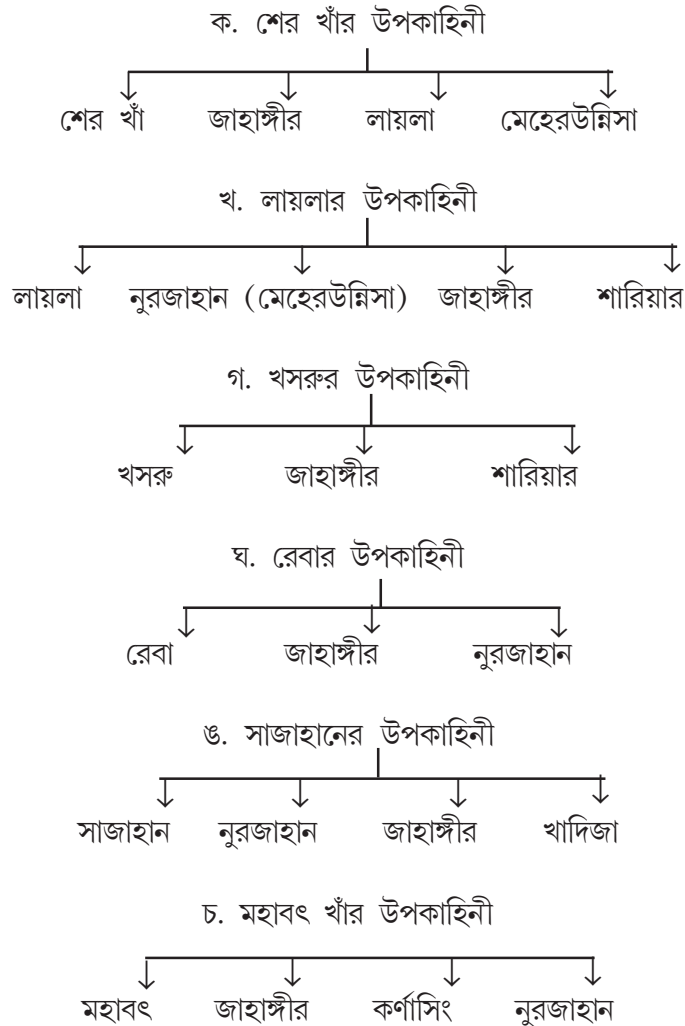 ক. শের খাঁর উপকাহিনী
শের খাঁ জাহাঙ্গীর লায়লা মেহেরউন্নিসা
খ. লায়লার উপকাহিনী
লায়লা নুরজাহান (মেহেরউন্নিসা) জাহাঙ্গীর শারিয়ার
গ. খসরুর উপকাহিনী
খসরু জাহাঙ্গীর শারিয়ার
ঘ. রেবার উপকাহিনী
রেবা জাহাঙ্গীর নুরজাহান
ঙ. সাজাহানের উপকাহিনী
সাজাহান নুরজাহান জাহাঙ্গীর খাদিজা
চ. মহাবৎ খাঁর উপকাহিনী
মহাবৎ জাহাঙ্গীর কর্ণাসিং নুরজাহান